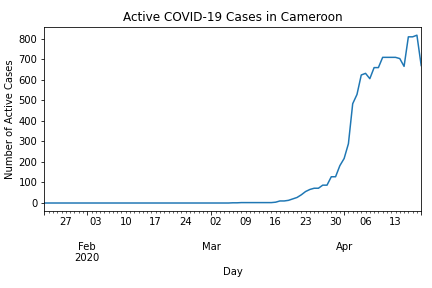 Active COVID-19 Cases in Cameroon
Number of Active Cases
800
700
600
500
400
300
200
100
0
27 03 10 17 24 02 09 16 23 30 06 13
Feb Mar Apr
2020
Day